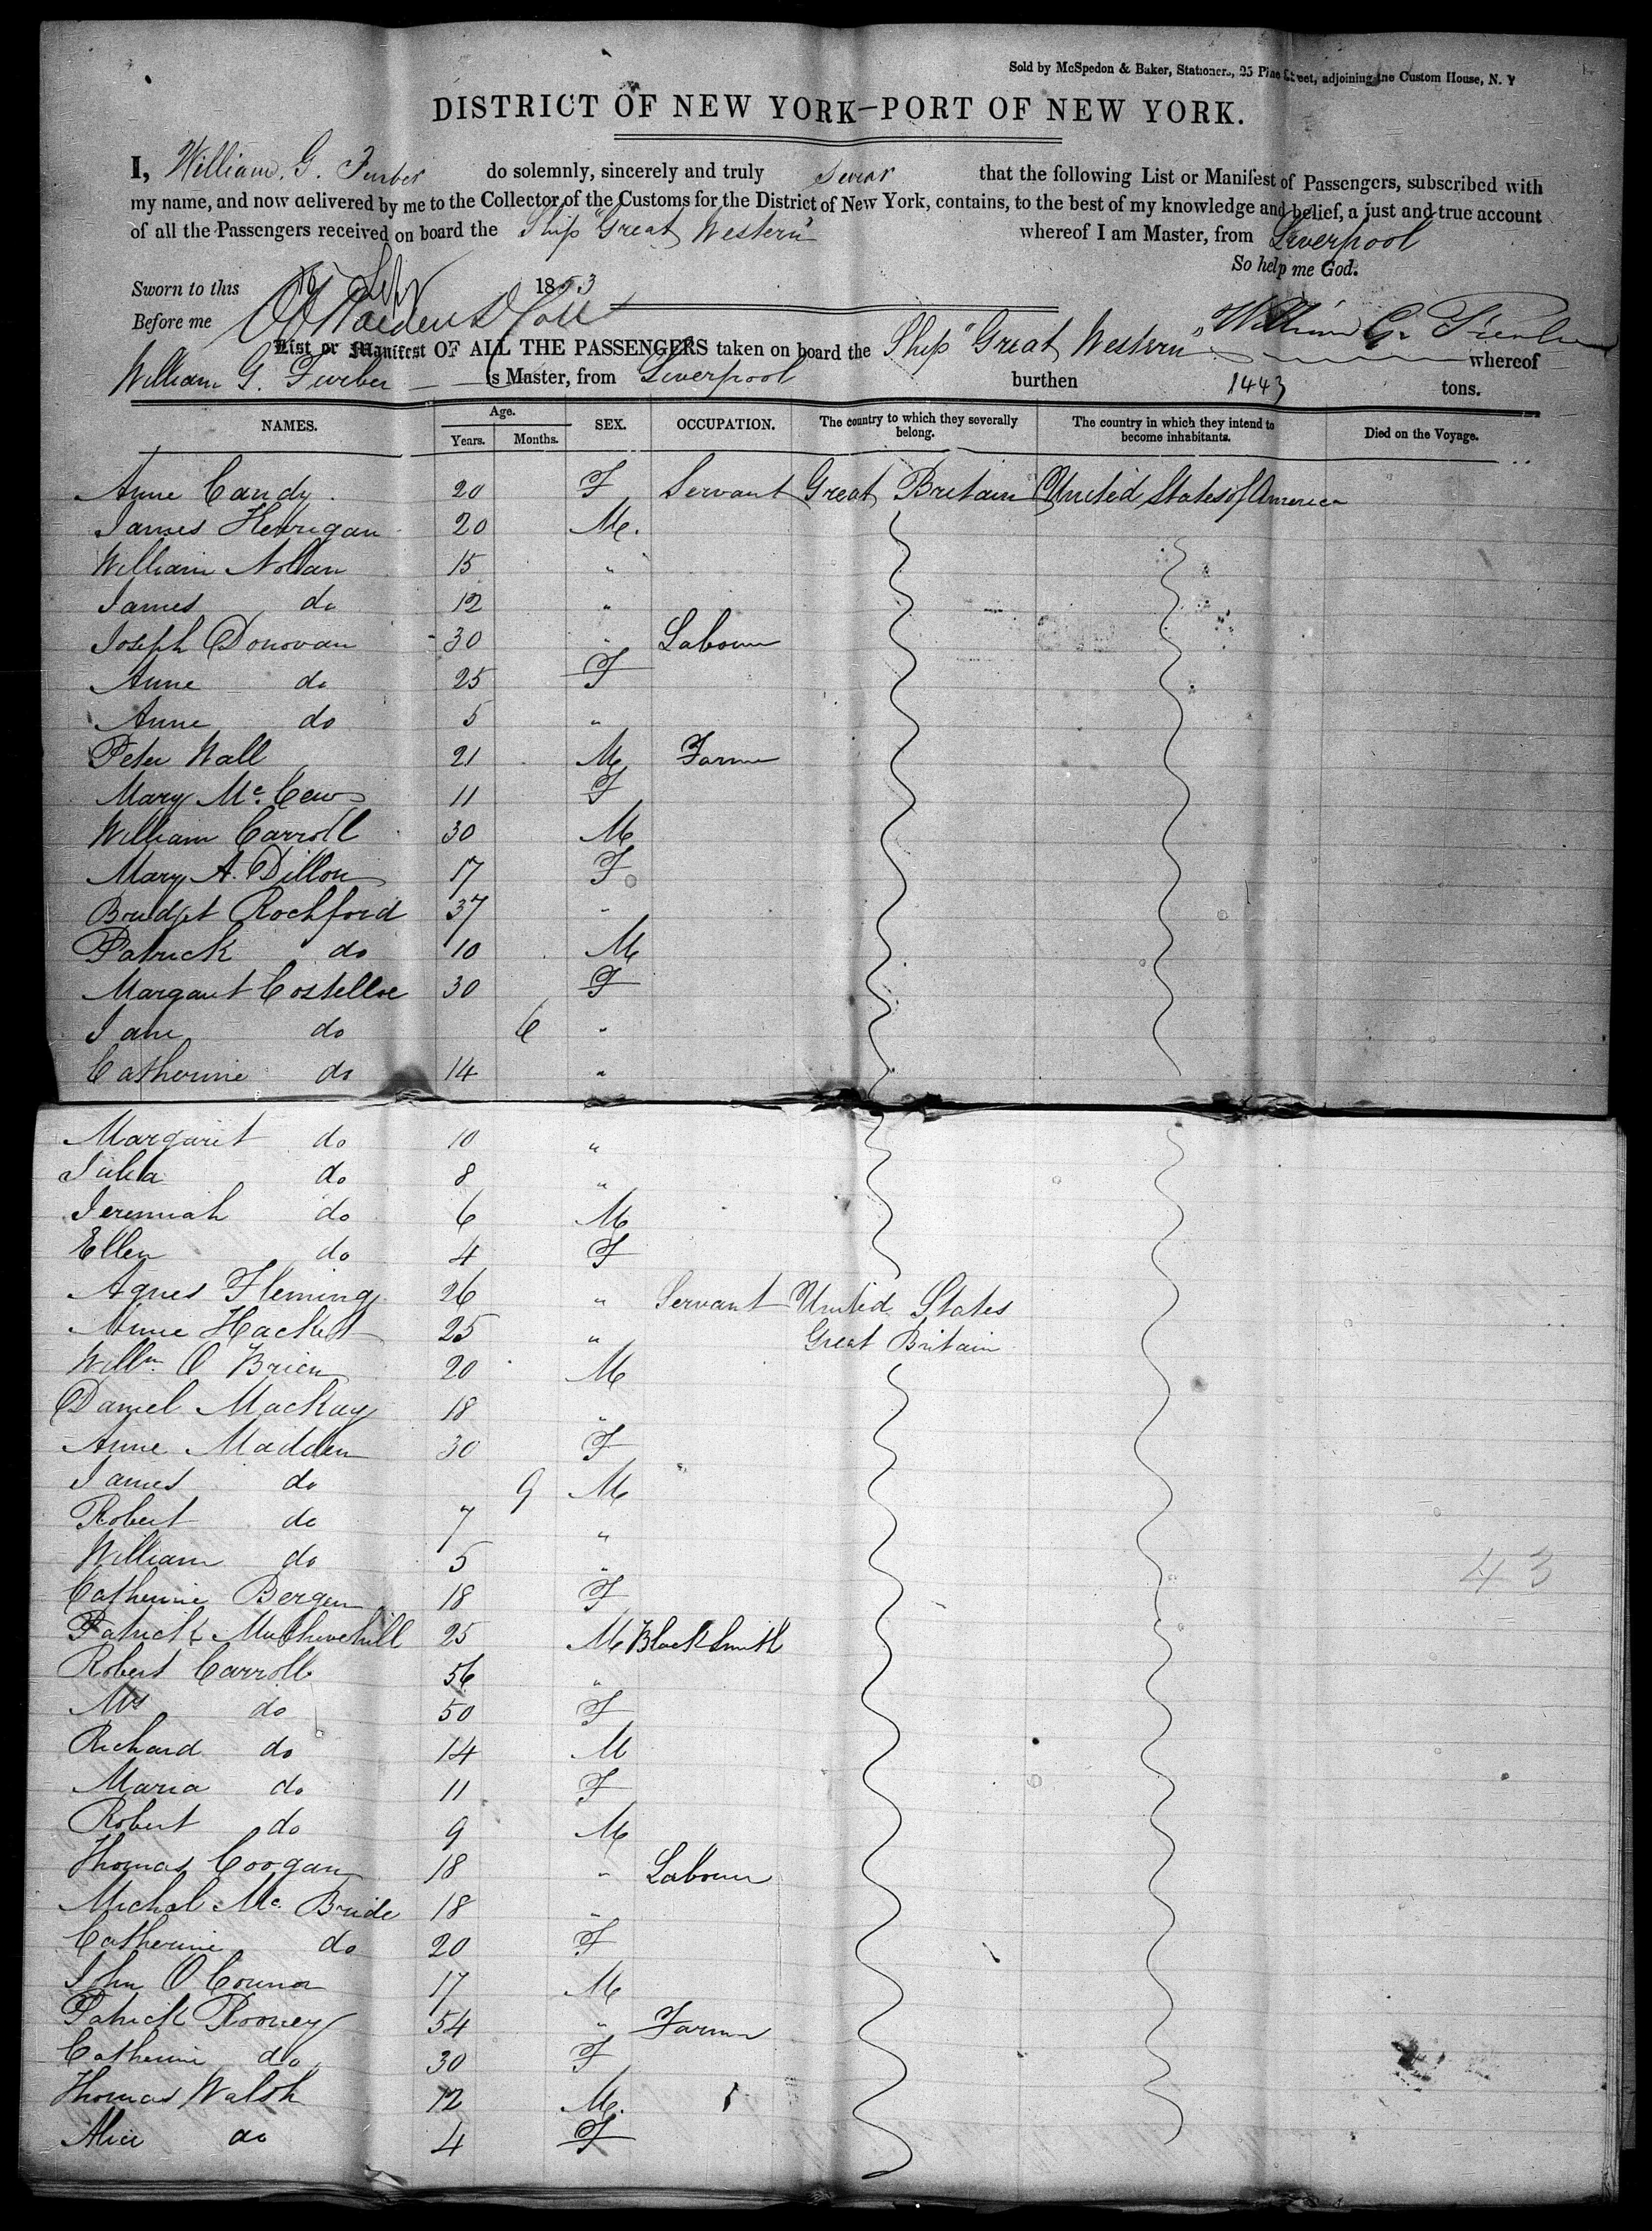 Sold by McSpedon & Baker, Stationers, 25 Pine Street, adjoining the Custom House, N. Y
DISTRICT OF NEW YORK—PORT OF NEW YORK.
I, William. G. Furber do solemnly, sincerely and truly swear that the following List or Manifest of Passengers, subscribed with
my name, and now delivered by me to the Collector of the Customs for the District of New York, contains, to the best of my knowledge and belief, a just and true account
of all the Passengers received on board the Ship "Great Western" whereof I am Master, from Liverpool
So help me God.
Sworn to this Sept 1853
Before me
William G. Furber
List or Manifest OF ALL THE PASSENGERS taken on board the Ship "Great Western" whereof
William G. Furber is Master, from Liverpool burthen 1443 tons.
NAMES. Age. Years. Months. SEX. OCCUPATION. The country to which they severally belong. The country in which they intend to become inhabitants. Died on the Voyage.
Anne Candy 20 F Servant Great Britain United States of America
James Herrigan 20 M.
William Nolan 15 "
James do 12 "
Joseph Donovan 30 " Labourer
Anne do 25 F
Anne do 5 "
Peter Wall 21 M Farmer
Mary Mc. 11 F
William Carroll 30 M
Mary A. Dillon 17 F
Bridget Rochford 37 "
Patrick do 10 M
Margaret Costelloe 30 F
Jane do 6 "
Catherine do 14 "
Margaret do 10 "
Julia do 8 "
Jeremiah do 6 M
Ellen do 4 F
Agnes Fleming 26 " Servant United States
Anne Hackett 25 " Great Britain
Willm. O Brien 20 M
Daniel Mackay 18 "
Anne Madden 30 F
James do 9 M
Robert do 7 "
William do 5 "
Catherine Bergen 18 F
Patrick 25 M Blacksmith
Robert Carroll 56 "
Mrs do 50 F
Richard do 14 M
Maria do 11 F
Robert do 9 M
Thomas Coogan 18 " Labourer
Michal Mc. Bride 18 "
Catherine do 20 F
John O Connor 17 M
Patrick Rooney 54 " Farmer
Catherine do 30 F
Thomas Walsh 12 M.
Alice do 4 F
43